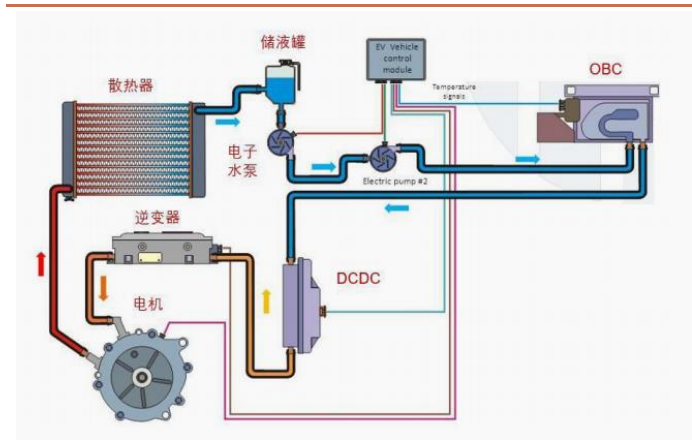 储液罐
EV Vehicle
control
module
OBC
散热器
Temperature
signals
电子
水泵
Electric pump #2
逆变器
DCDC
电机